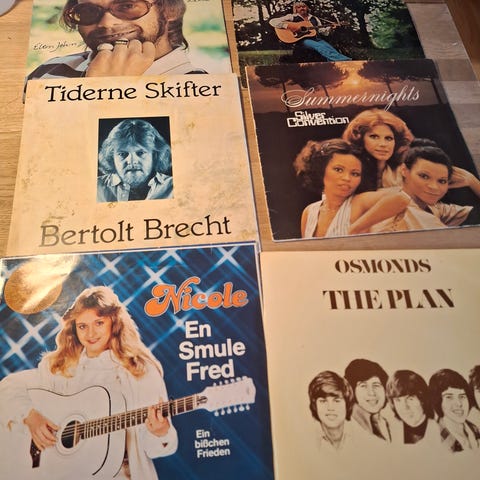 Elton John
Tiderne Skifter
Bertolt Brecht
Summernights
Silver
Convention
Nicole
En
Smule
Fred
Ein
bißchen
Frieden
OSMONDS
THE PLAN